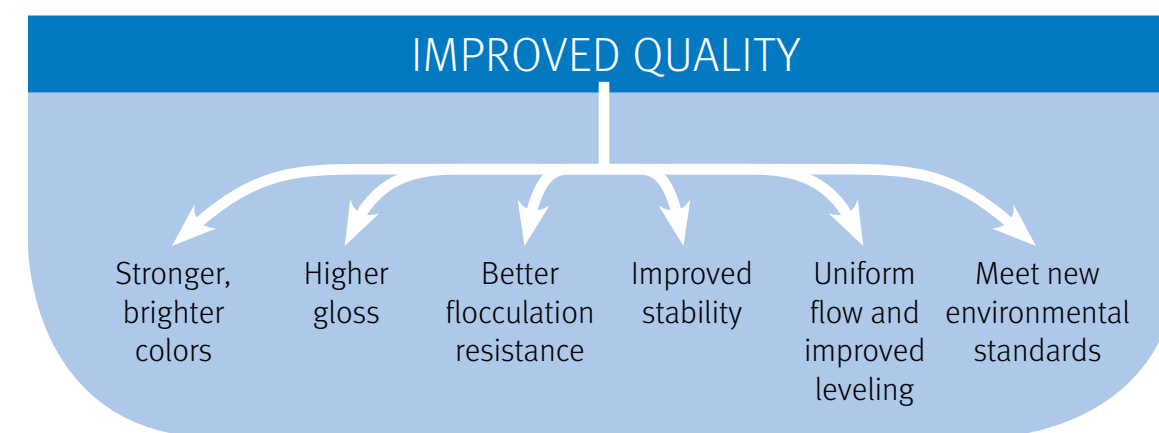 IMPROVED QUALITY
Stronger,
brighter
colors
Higher
gloss
Better
flocculation
resistance
Improved
stability
Uniform
flow and
improved
leveling
Meet new
environmental
standards